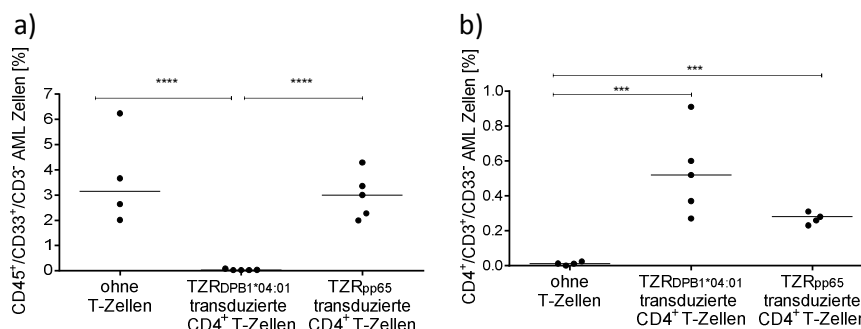 a)
CD45⁺/CD33⁺/CD3⁻ AML Zellen [%]
**** ****
7
6
5
4
3
2
1
0
ohne
T-Zellen
TZRDPB1*04:01
transduzierte
CD4⁺ T-Zellen
TZRpp65
transduzierte
CD4⁺ T-Zellen
b)
CD4⁺/CD3⁺/CD33⁻ AML Zellen [%]
***
***
1.0
0.8
0.6
0.4
0.2
0.0
ohne
T-Zellen
TZRDPB1*04:01
transduzierte
CD4⁺ T-Zellen
TZRpp65
transduzierte
CD4⁺ T-Zellen